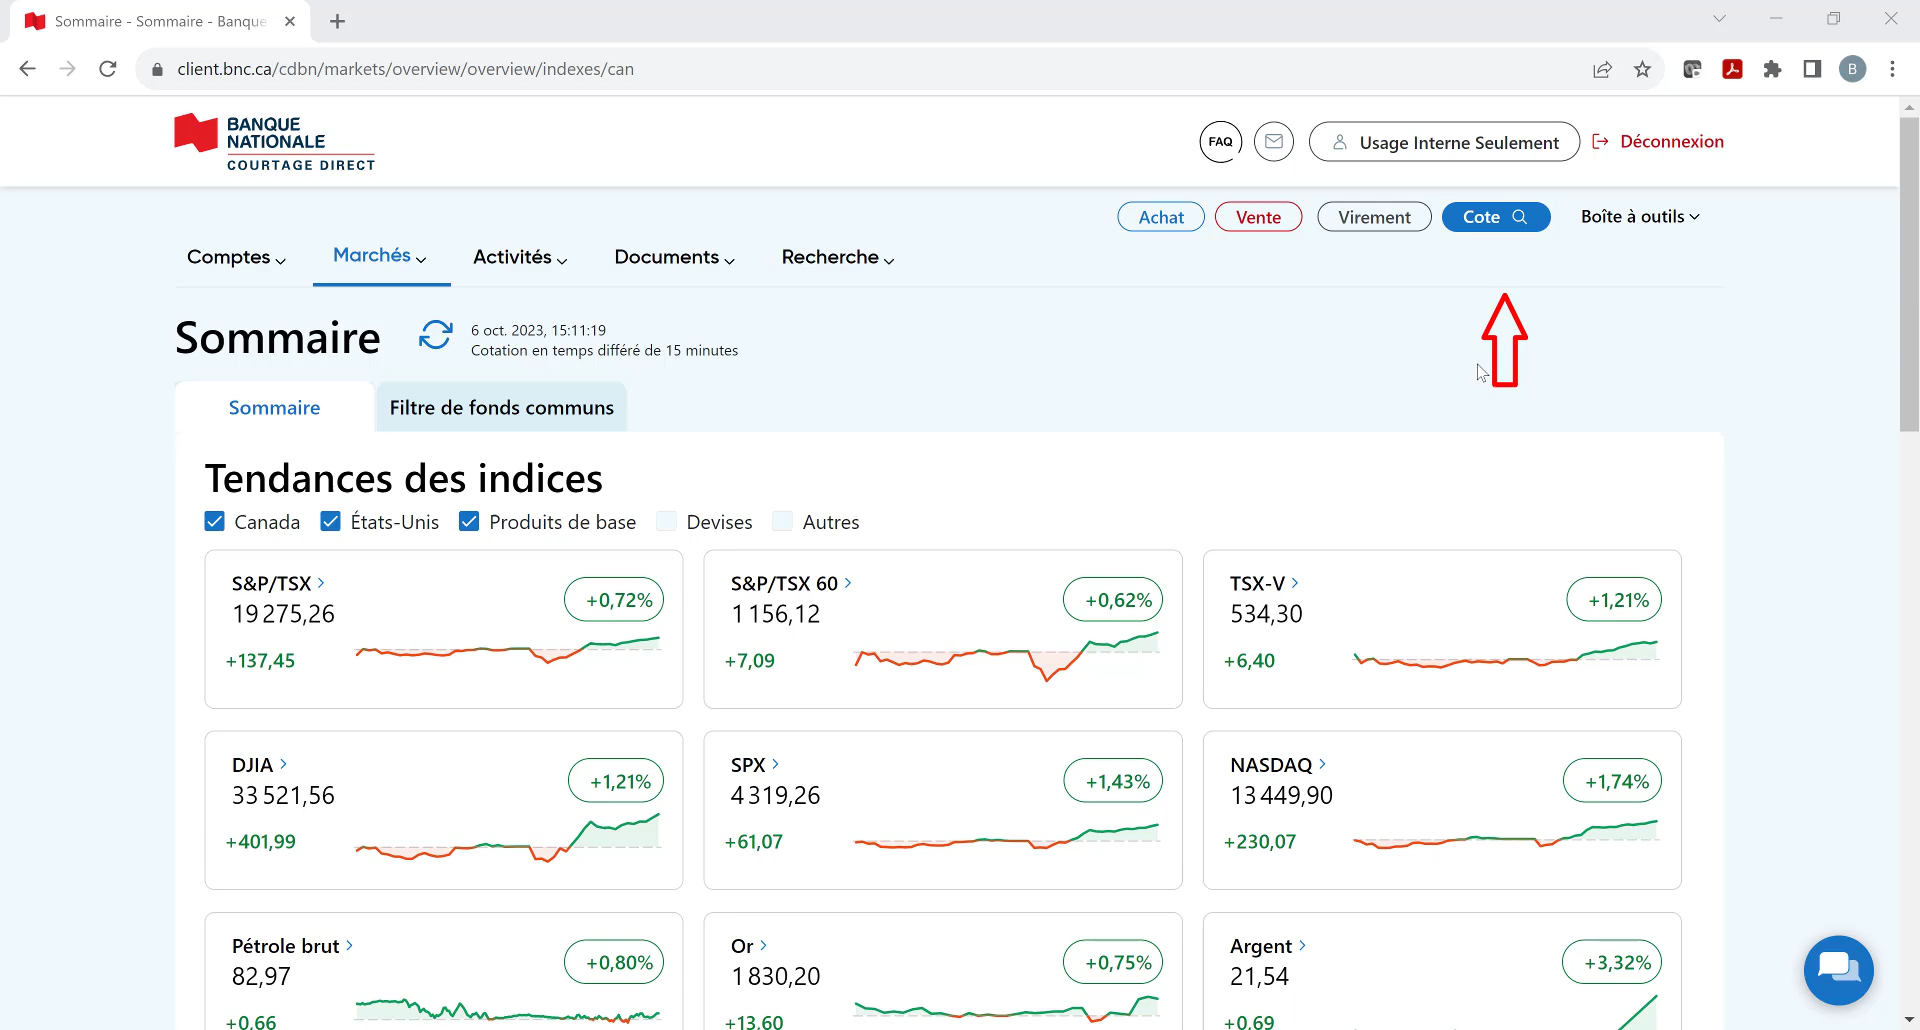 Sommaire - Sommaire - Banque
client.bnc.ca/cdbn/markets/overview/overview/indexes/can
B
BANQUE
NATIONALE
COURTAGE DIRECT
FAQ
Usage Interne Seulement
Déconnexion
Achat
Vente
Virement
Cote
Boîte à outils
Comptes
Marchés
Activités
Documents
Recherche
Sommaire
6 oct. 2023, 15:11:19
Cotation en temps différé de 15 minutes
Sommaire
Filtre de fonds communs
Tendances des indices
Canada
États-Unis
Produits de base
Devises
Autres
S&P/TSX
19 275,26
+0,72%
+137,45
S&P/TSX 60
1 156,12
+0,62%
+7,09
TSX-V
534,30
+1,21%
+6,40
DJIA
33 521,56
+1,21%
+401,99
SPX
4 319,26
+1,43%
+61,07
NASDAQ
13 449,90
+1,74%
+230,07
Pétrole brut
82,97
+0,80%
+0,66
Or
1 830,20
+0,75%
+13,60
Argent
21,54
+3,32%
+0,69